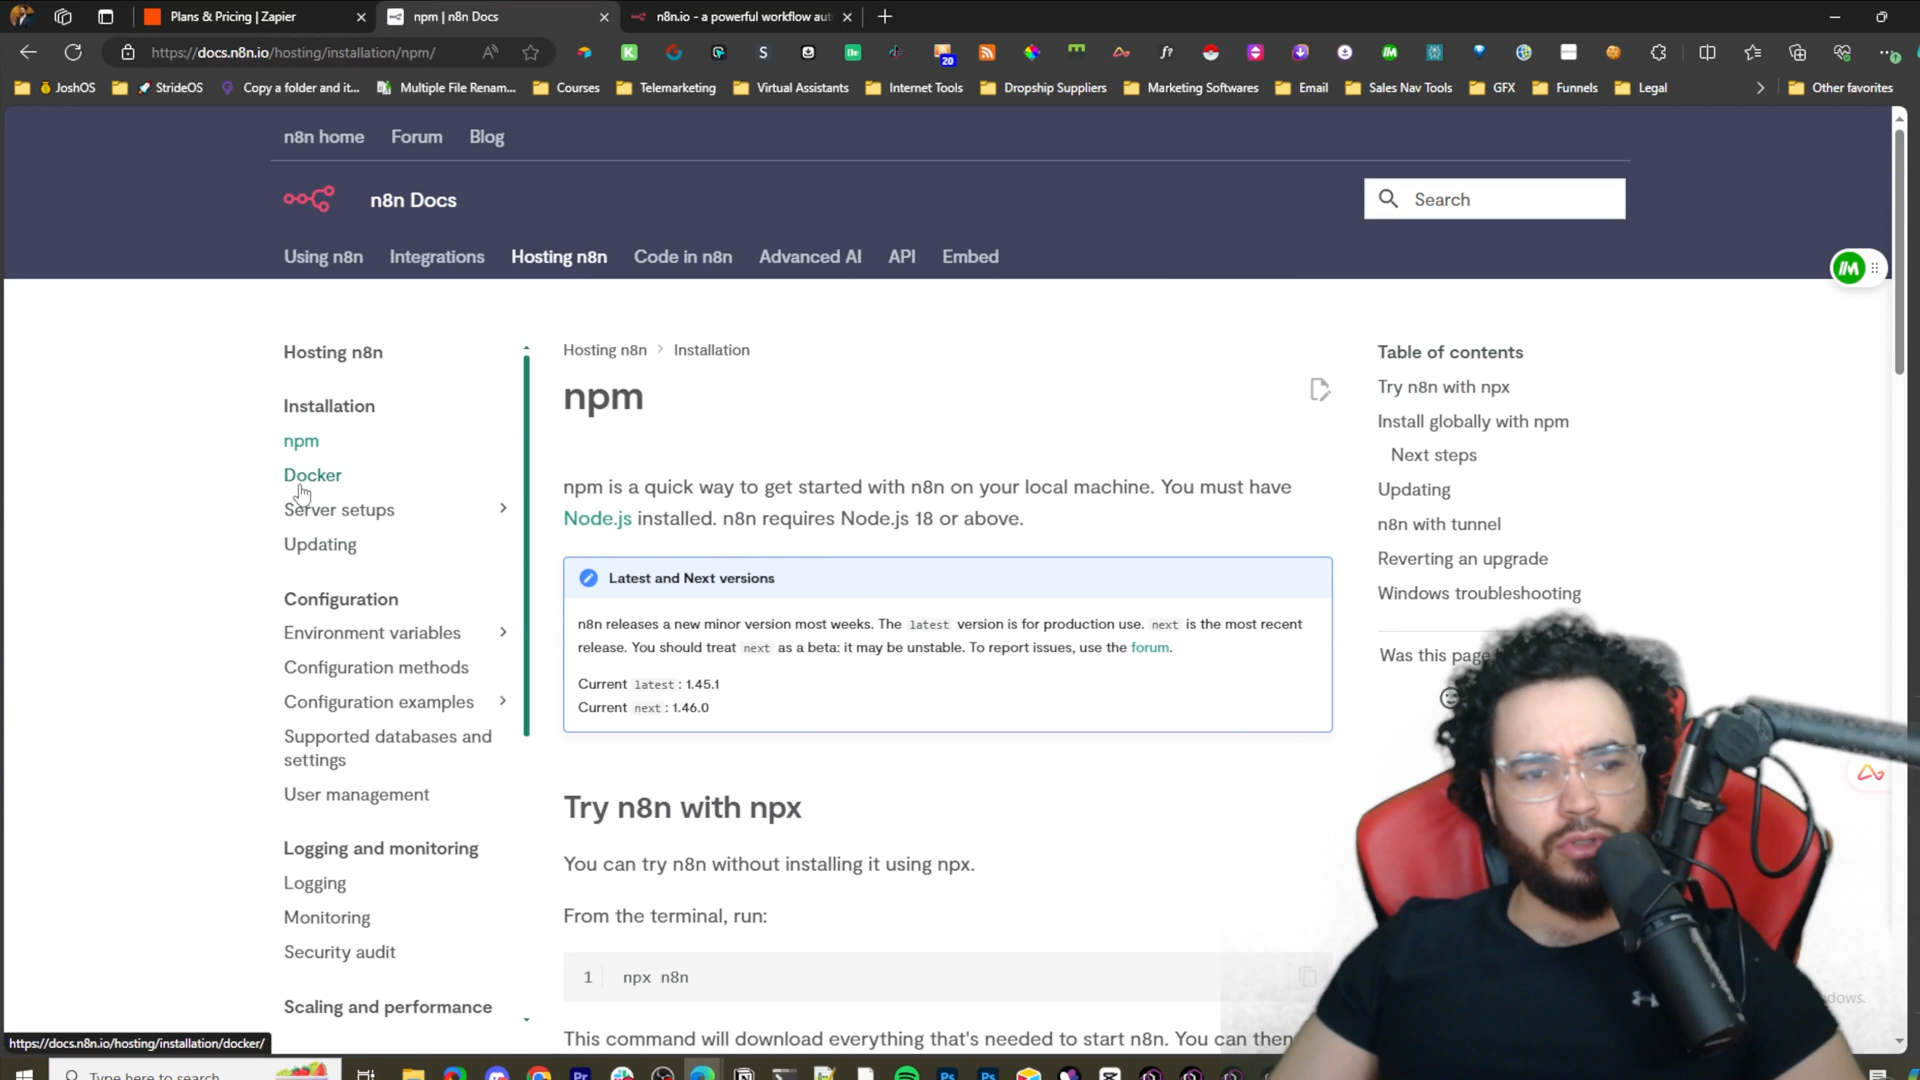 Plans & Pricing | Zapier
npm | n8n Docs
n8n.io - a powerful workflow aut
https://docs.n8n.io/hosting/installation/npm/
20
JoshOS
StrideOS
Copy a folder and it...
Multiple File Renam...
Courses
Telemarketing
Virtual Assistants
Internet Tools
Dropship Suppliers
Marketing Softwares
Email
Sales Nav Tools
GFX
Funnels
Legal
Other favorites
n8n home
Forum
Blog
n8n Docs
Search
Using n8n
Integrations
Hosting n8n
Code in n8n
Advanced AI
API
Embed
Hosting n8n
Installation
npm
Docker
Server setups
Updating
Configuration
Environment variables
Configuration methods
Configuration examples
Supported databases and
settings
User management
Logging and monitoring
Logging
Monitoring
Security audit
Scaling and performance
Hosting n8n > Installation
npm
npm is a quick way to get started with n8n on your local machine. You must have
Node.js installed. n8n requires Node.js 18 or above.
Latest and Next versions
n8n releases a new minor version most weeks. The latest version is for production use. next is the most recent
release. You should treat next as a beta: it may be unstable. To report issues, use the forum.
Current latest: 1.45.1
Current next: 1.46.0
Try n8n with npx
You can try n8n without installing it using npx.
From the terminal, run:
1 npx n8n
This command will download everything that's needed to start n8n. You can then
Table of contents
Try n8n with npx
Install globally with npm
Next steps
Updating
n8n with tunnel
Reverting an upgrade
Windows troubleshooting
Was this page
dows.
https://docs.n8n.io/hosting/installation/docker/
Type here to search